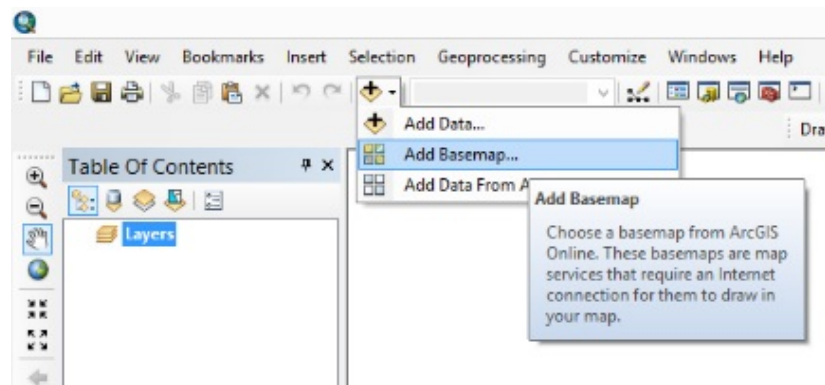 File Edit View Bookmarks Insert Selection Geoprocessing Customize Windows Help
Add Data...
Dra
Table Of Contents
Add Basemap...
Add Data From A
Add Basemap
Layers
Choose a basemap from ArcGIS
Online. These basemaps are map
services that require an Internet
connection for them to draw in
your map.